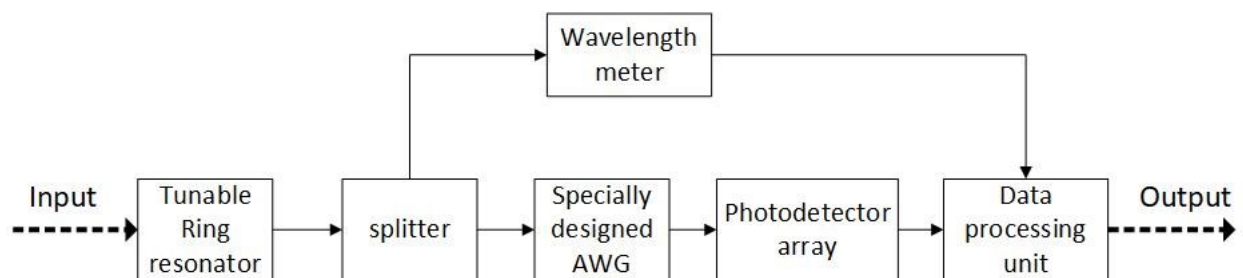 Wavelength
meter
Input
Tunable
Ring
resonator
splitter
Specially
designed
AWG
Photodetector
array
Data
processing
unit
Output